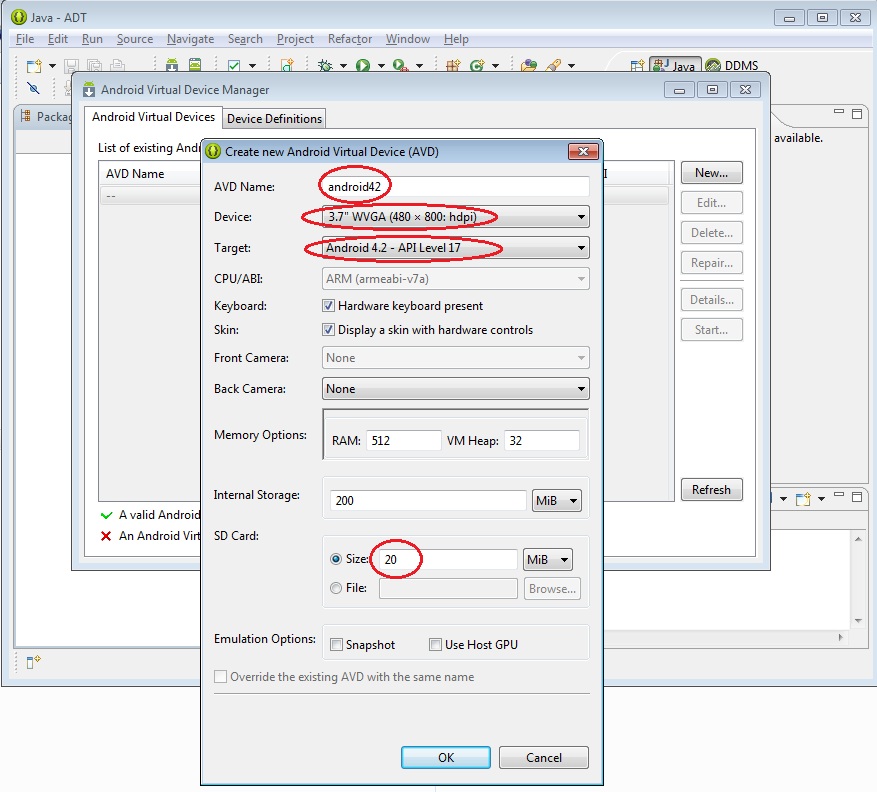 Java - ADT
File Edit Run Source Navigate Search Project Refactor Window Help
Java DDMS
Android Virtual Device Manager
Packag
available.
Android Virtual Devices Device Definitions
List of existing Andr
AVD Name
--
I
New...
Edit...
Delete...
Repair...
Details...
Start...
Refresh
A valid Android
An Android Virt
Create new Android Virtual Device (AVD)
AVD Name: android42
Device: 3.7" WVGA (480 × 800: hdpi)
Target: Android 4.2 - API Level 17
CPU/ABI: ARM (armeabi-v7a)
Keyboard: Hardware keyboard present
Skin: Display a skin with hardware controls
Front Camera: None
Back Camera: None
Memory Options: RAM: 512 VM Heap: 32
Internal Storage: 200 MiB
SD Card:
Size: 20 MiB
File: Browse...
Emulation Options: Snapshot Use Host GPU
Override the existing AVD with the same name
OK Cancel